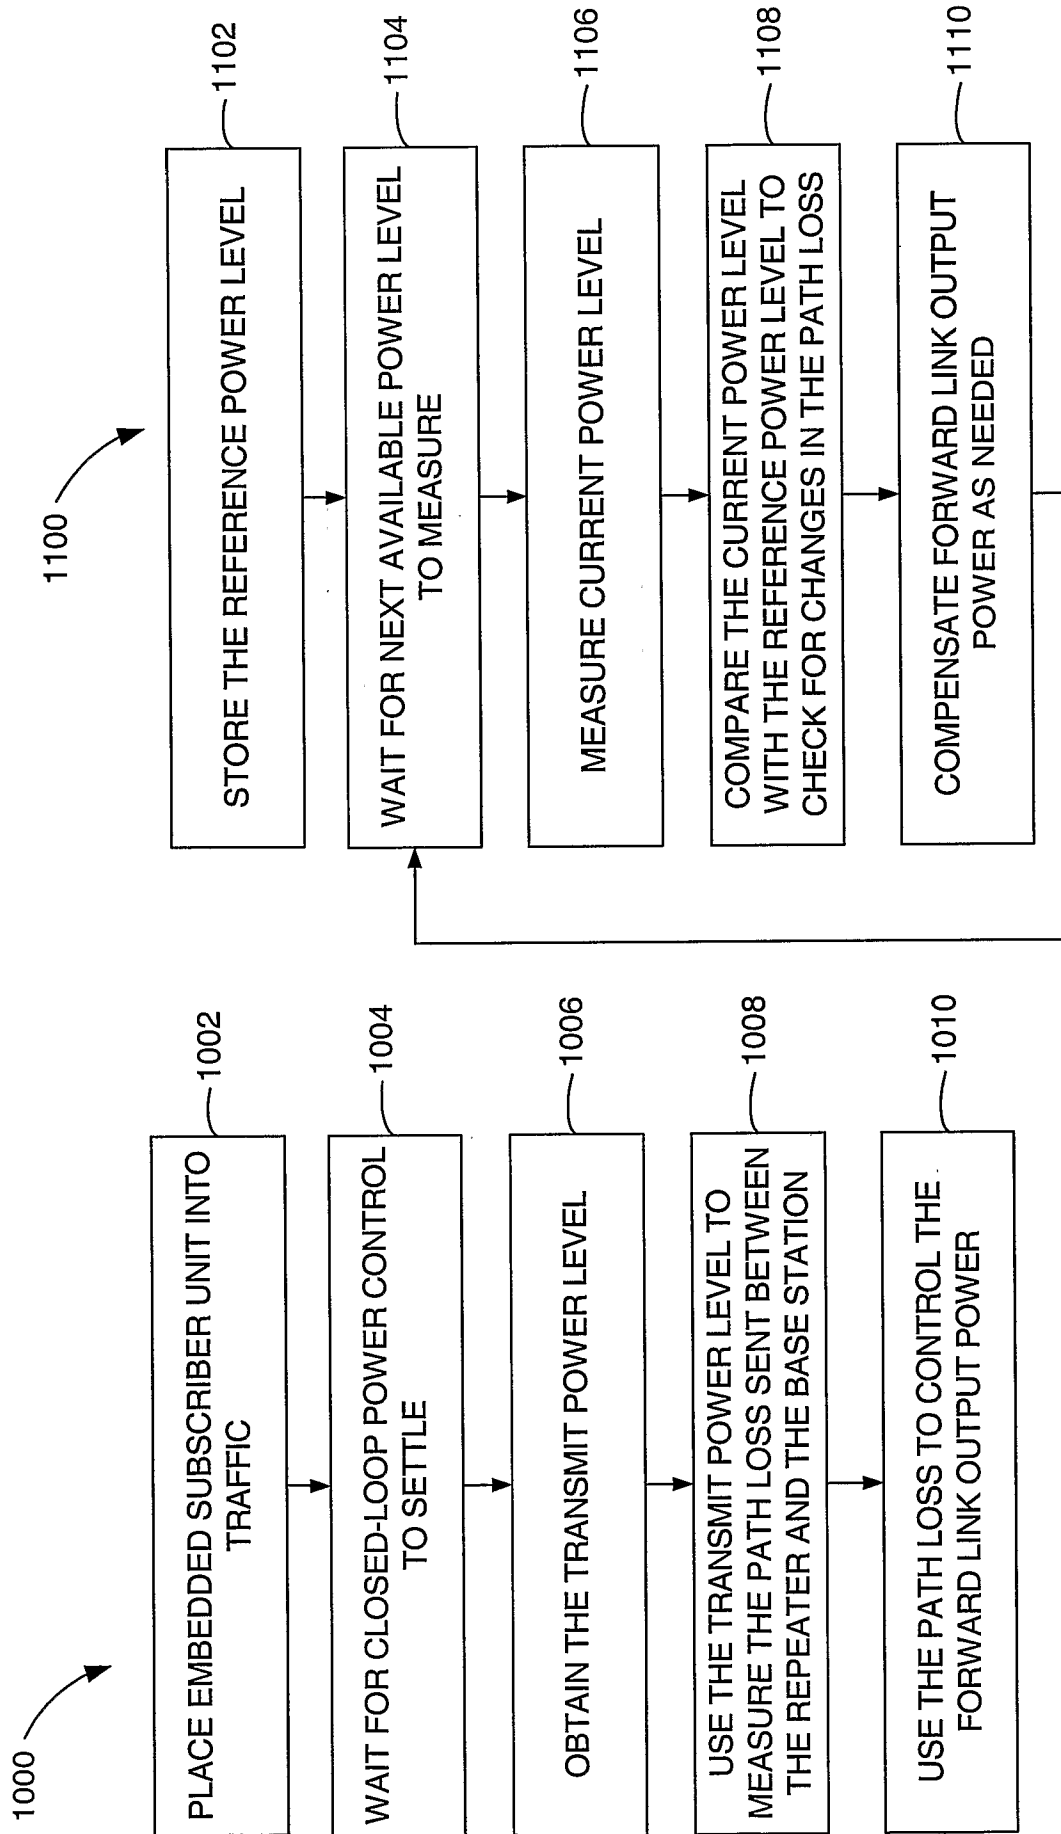 1000
PLACE EMBEDDED SUBSCRIBER UNIT INTO
TRAFFIC
1002
WAIT FOR CLOSED-LOOP POWER CONTROL
TO SETTLE
1004
OBTAIN THE TRANSMIT POWER LEVEL
1006
USE THE TRANSMIT POWER LEVEL TO
MEASURE THE PATH LOSS SENT BETWEEN
THE REPEATER AND THE BASE STATION
1008
USE THE PATH LOSS TO CONTROL THE
FORWARD LINK OUTPUT POWER
1010
1100
STORE THE REFERENCE POWER LEVEL
1102
WAIT FOR NEXT AVAILABLE POWER LEVEL
TO MEASURE
1104
MEASURE CURRENT POWER LEVEL
1106
COMPARE THE CURRENT POWER LEVEL
WITH THE REFERENCE POWER LEVEL TO
CHECK FOR CHANGES IN THE PATH LOSS
1108
COMPENSATE FORWARD LINK OUTPUT
POWER AS NEEDED
1110